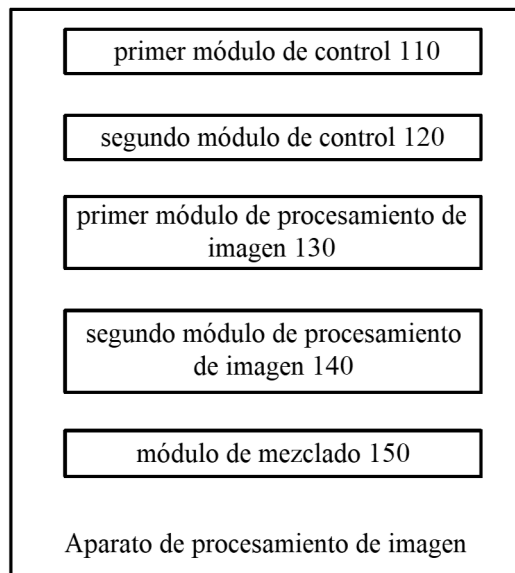 primer módulo de control 110
segundo módulo de control 120
primer módulo de procesamiento de
imagen 130
segundo módulo de procesamiento
de imagen 140
módulo de mezclado 150
Aparato de procesamiento de imagen